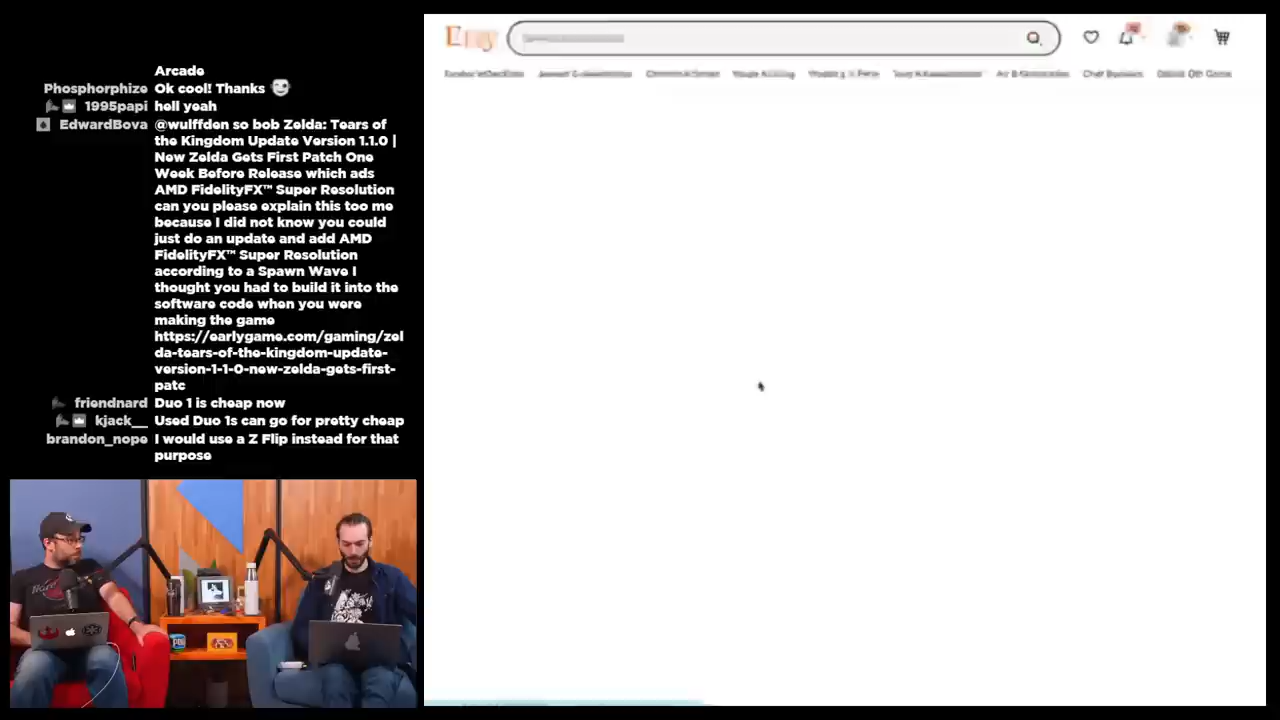 Arcade
Phosphorphize Ok cool! Thanks
1995papi hell yeah
EdwardBova @wulffden so bob Zelda: Tears of
the Kingdom Update Version 1.1.0 |
New Zelda Gets First Patch One
Week Before Release which ads
AMD FidelityFX™ Super Resolution
can you please explain this too me
because I did not know you could
just do an update and add AMD
FidelityFX™ Super Resolution
according to a Spawn Wave I
thought you had to build it into the
software code when you were
making the game
https://earlygame.com/gaming/zel
da-tears-of-the-kingdom-update-
version-1-1-0-new-zelda-gets-first-
patc
friendnard Duo 1 is cheap now
kjack__ Used Duo 1s can go for pretty cheap
brandon_nope I would use a Z Flip instead for that
purpose
Etsy